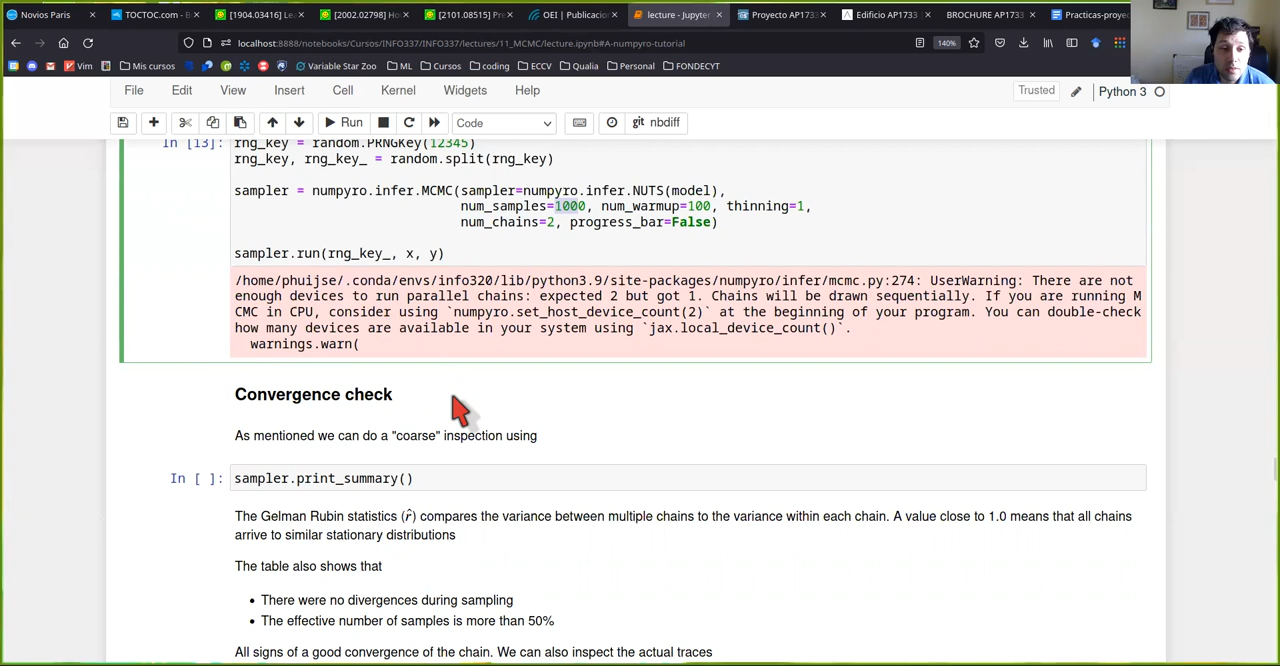 Novios Paris
TOCTOC.com - B
[1904.03416] Lea
[2002.02798] Ho
[2101.08515] Pre
OEI | Publicacion
lecture - Jupyter
Proyecto AP1733
Edificio AP1733
BROCHURE AP1733
Practicas-proye
localhost:8888/notebooks/Cursos/INFO337/INFO337/lectures/11_MCMC/lecture.ipynb#A-numpyro-tutorial
140%
Vim
Mis cursos
Variable Star Zoo
ML
Cursos
coding
ECCV
Qualia
Personal
FONDECYT
File Edit View Insert Cell Kernel Widgets Help
Trusted
Python 3
Run
Code
git nbdiff
In [13]: rng_key = random.PRNGKey(12345)
rng_key, rng_key_ = random.split(rng_key)
sampler = numpyro.infer.MCMC(sampler=numpyro.infer.NUTS(model),
num_samples=1000, num_warmup=100, thinning=1,
num_chains=2, progress_bar=False)
sampler.run(rng_key_, x, y)
/home/phuijse/.conda/envs/info320/lib/python3.9/site-packages/numpyro/infer/mcmc.py:274: UserWarning: There are not
enough devices to run parallel chains: expected 2 but got 1. Chains will be drawn sequentially. If you are running M
CMC in CPU, consider using `numpyro.set_host_device_count(2)` at the beginning of your program. You can double-check
how many devices are available in your system using `jax.local_device_count()`.
warnings.warn(
Convergence check
As mentioned we can do a "coarse" inspection using
In [ ]: sampler.print_summary()
The Gelman Rubin statistics (r̂) compares the variance between multiple chains to the variance within each chain. A value close to 1.0 means that all chains
arrive to similar stationary distributions
The table also shows that
• There were no divergences during sampling
• The effective number of samples is more than 50%
All signs of a good convergence of the chain. We can also inspect the actual traces